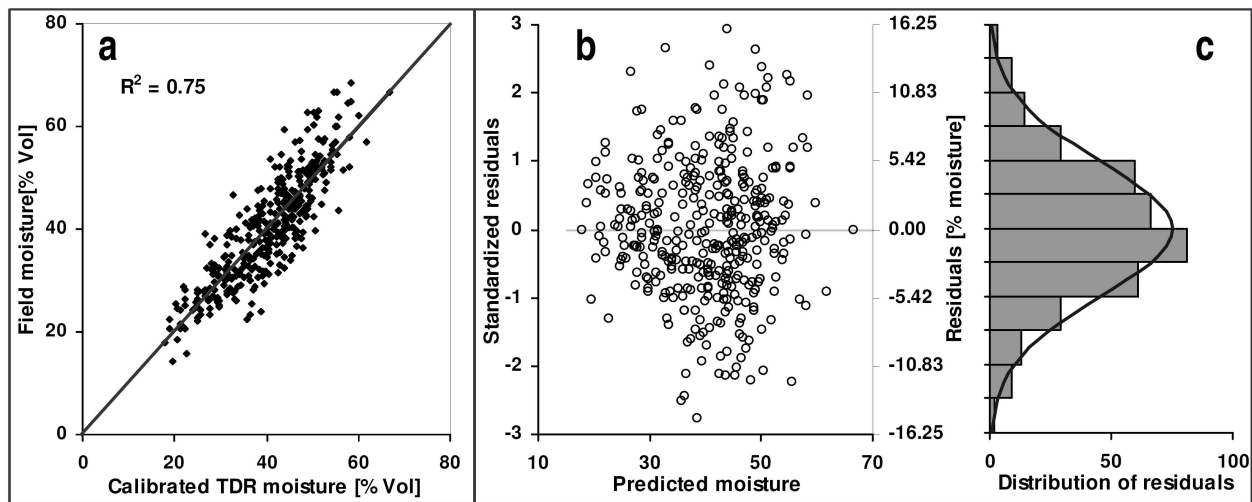 a
R² = 0.75
80
60
40
20
0
0 20 40 60 80
Field moisture[% Vol]
Calibrated TDR moisture [% Vol]
b
3
2
1
0
-1
-2
-3
10 30 50 70
Standardized residuals
Predicted moisture
16.25
10.83
5.42
0.00
-5.42
-10.83
-16.25
Residuals [% moisture]
c
0 50 100
Distribution of residuals